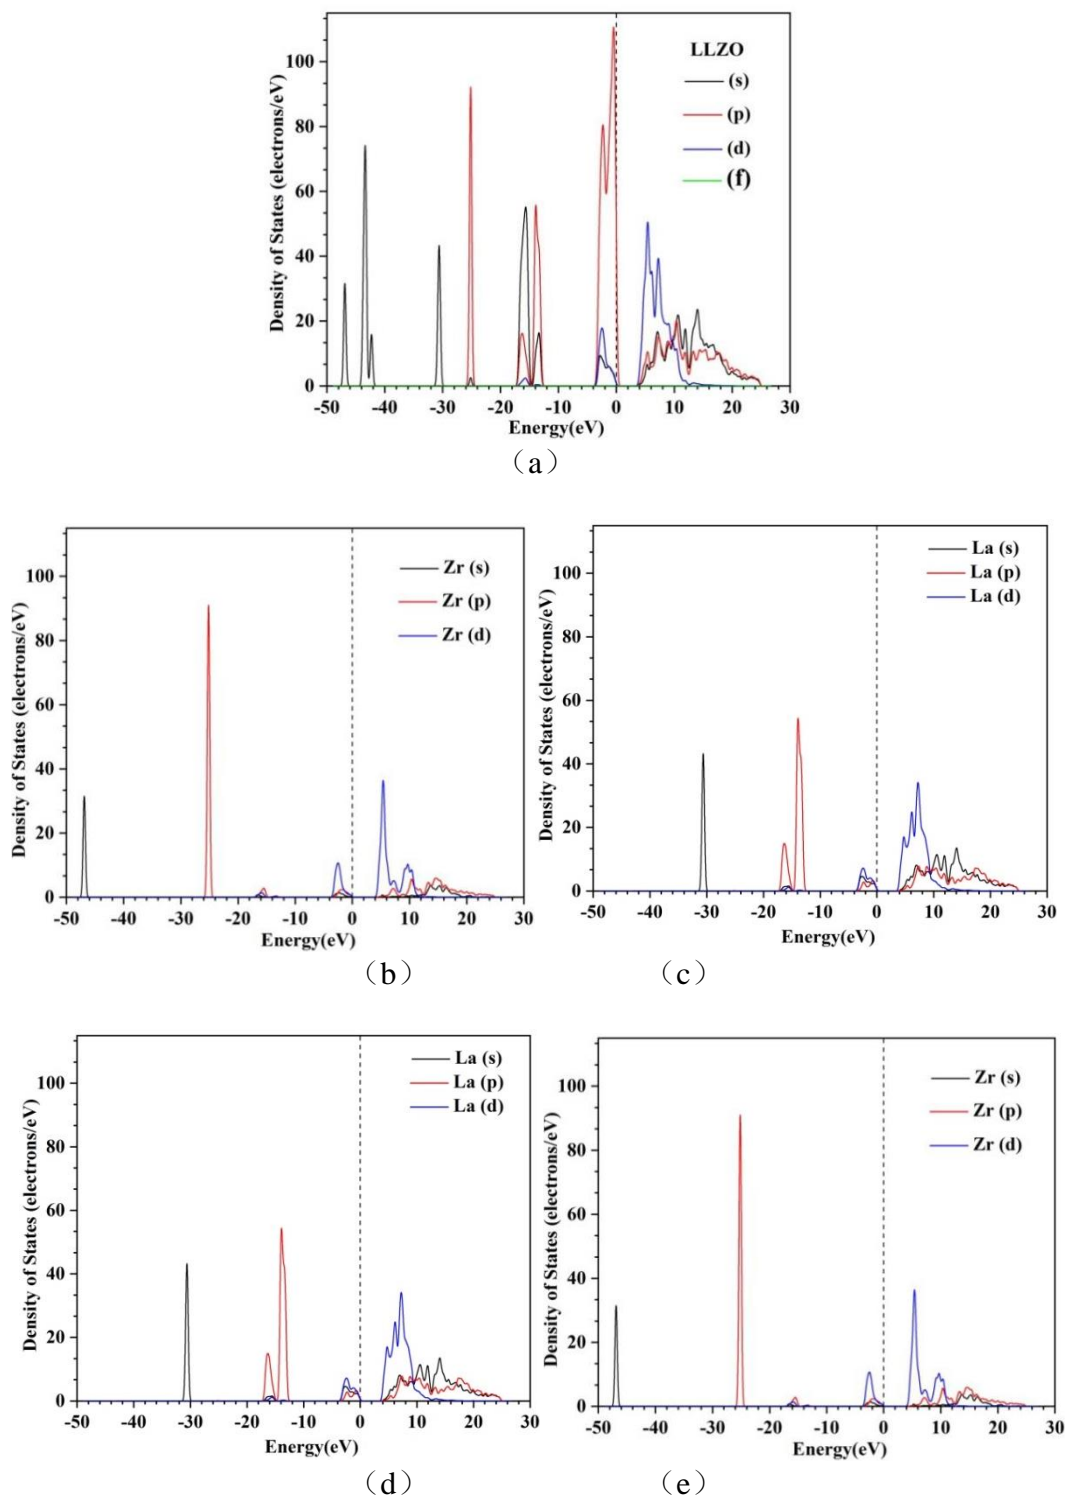 LLZO
(s)
(p)
(d)
(f)
Density of States (electrons/eV)
100
80
60
40
20
0
-50 -40 -30 -20 -10 0 10 20 30
Energy(eV)
（a）
Zr (s)
Zr (p)
Zr (d)
Density of States (electrons/eV)
100
80
60
40
20
0
-50 -40 -30 -20 -10 0 10 20 30
Energy(eV)
（b）
La (s)
La (p)
La (d)
Density of States (electrons/eV)
100
80
60
40
20
0
-50 -40 -30 -20 -10 0 10 20 30
Energy(eV)
（c）
La (s)
La (p)
La (d)
Density of States (electrons/eV)
100
80
60
40
20
0
-50 -40 -30 -20 -10 0 10 20 30
Energy(eV)
（d）
Zr (s)
Zr (p)
Zr (d)
Density of States (electrons/eV)
100
80
60
40
20
0
-50 -40 -30 -20 -10 0 10 20 30
Energy(eV)
（e）